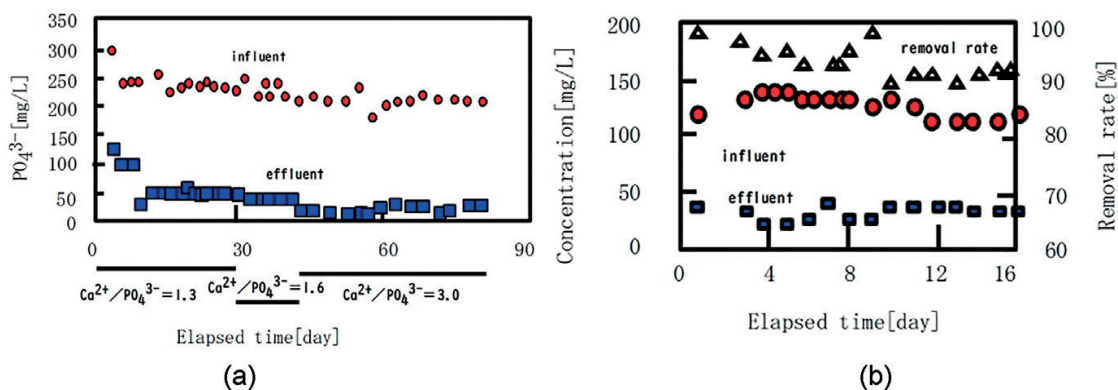 350
300
250
200
150
100
50
0
PO₄³⁻[mg/L]
influent
effluent
0
30
60
90
Ca²⁺/PO₄³⁻=1.3
Ca²⁺/PO₄³⁻=1.6
Ca²⁺/PO₄³⁻=3.0
Elapsed time[day]
(a)
200
150
100
50
0
Concentration[mg/L]
removal rate
influent
effluent
100
90
80
70
60
Removal rate[%]
0
4
8
12
16
Elapsed time[day]
(b)